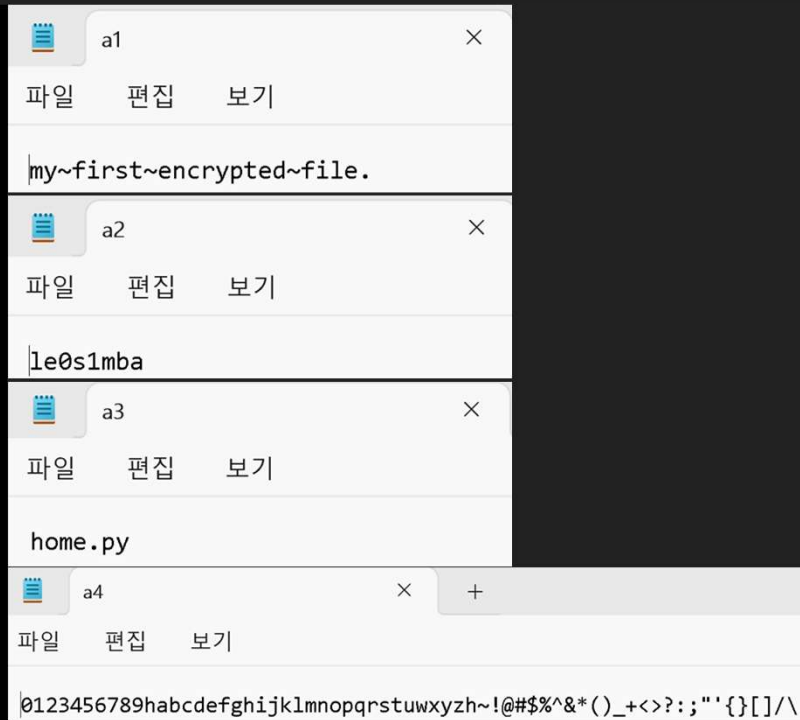 a1
파일 편집 보기
my~first~encrypted~file.
a2
파일 편집 보기
le0s1mba
a3
파일 편집 보기
home.py
a4
파일 편집 보기
0123456789habcdefghijklmnopqrstuvwxyzh~!@#$%^&*()_+<>?:;"'{}[]/\